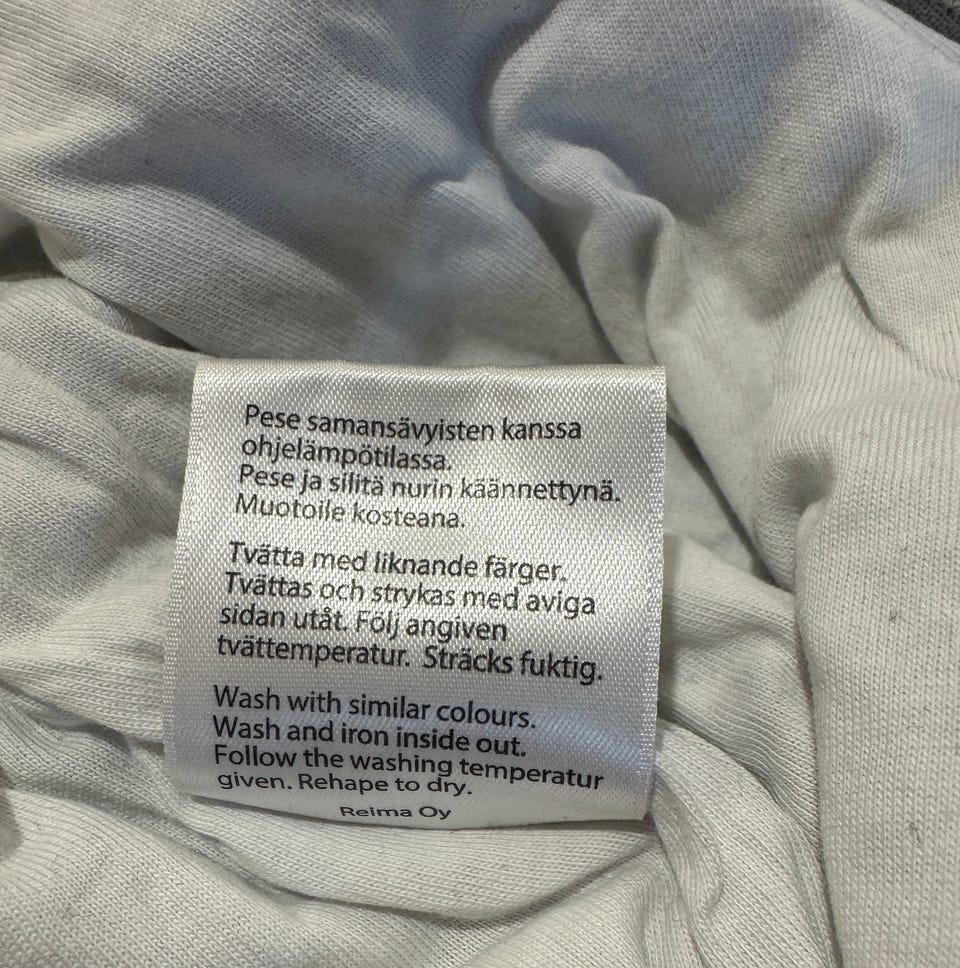 Pese samansävyisten kanssa
ohjelämpötilassa.
Pese ja silitä nurin käännettynä.
Muotoile kosteana.
Tvätta med liknande färger.
Tvättas och strykas med aviga
sidan utåt. Följ angiven
tvättemperatur. Sträcks fuktig.
Wash with similar colours.
Wash and iron inside out.
Follow the washing temperatur
given. Rehape to dry.
Reima Oy